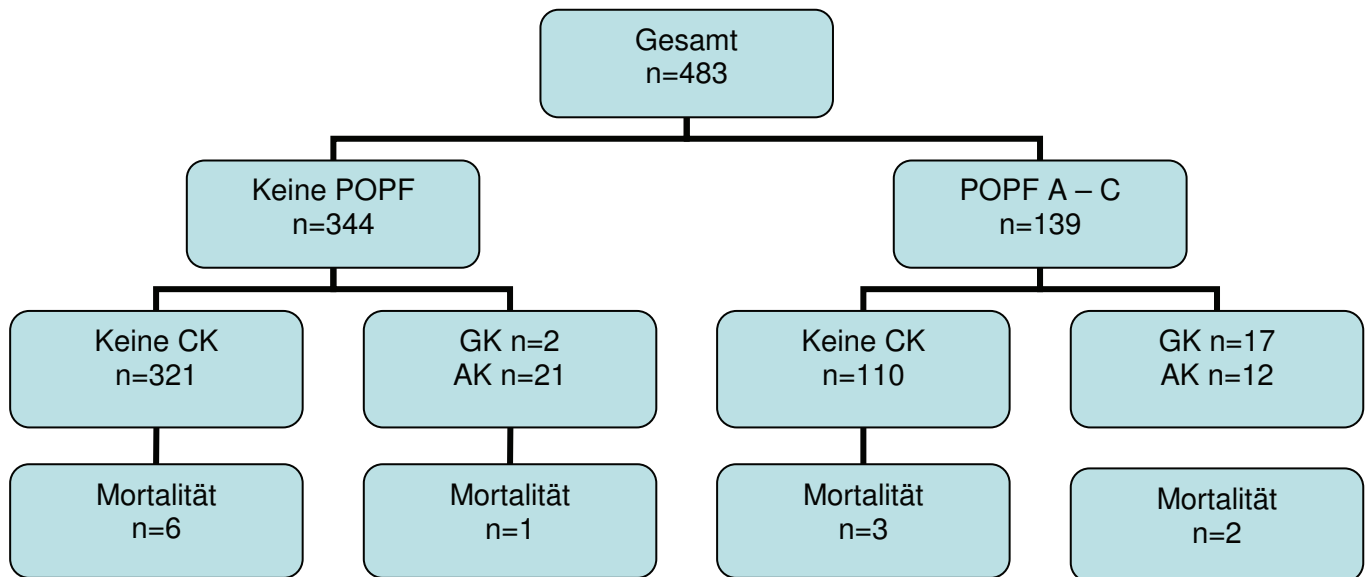 Gesamt
n=483
Keine POPF
n=344
POPF A – C
n=139
Keine CK
n=321
GK n=2
AK n=21
Keine CK
n=110
GK n=17
AK n=12
Mortalität
n=6
Mortalität
n=1
Mortalität
n=3
Mortalität
n=2